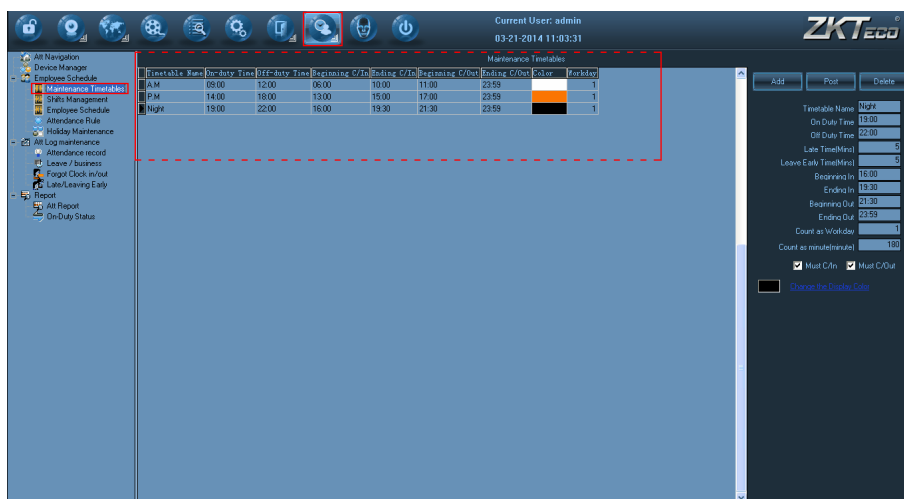 Current User: admin
03-21-2014 11:03:31
ZKTeco
Att Navigation
Device Manager
Employee Schedule
Maintenance Timetables
Shifts Management
Employee Schedule
Attendance Rule
Holiday Maintenance
Att Log maintenance
Attendance record
Leave / business
Forgot Clock in/out
Late/Leaving Early
Report
Att Report
On-Duty Status
Maintenance Timetables
Timetable Name On-duty Time Off-duty Time Beginning C/In Ending C/In Beginning C/Out Ending C/Out Color Workday
A.M 09:00 12:00 06:00 10:00 11:00 23:59 1
P.M 14:00 18:00 13:00 15:00 17:00 23:59 1
Night 19:00 22:00 16:00 19:30 21:30 23:59 1
Add Post Delete
Timetable Name Night
On Duty Time 19:00
Off Duty Time 22:00
Late Time(Mins) 5
Leave Early Time(Mins) 5
Beginning In 16:00
Ending In 19:30
Beginning Out 21:30
Ending Out 23:59
Count as Workday 1
Count as minute(minute) 180
Must C/In Must C/Out
Change the Display Color